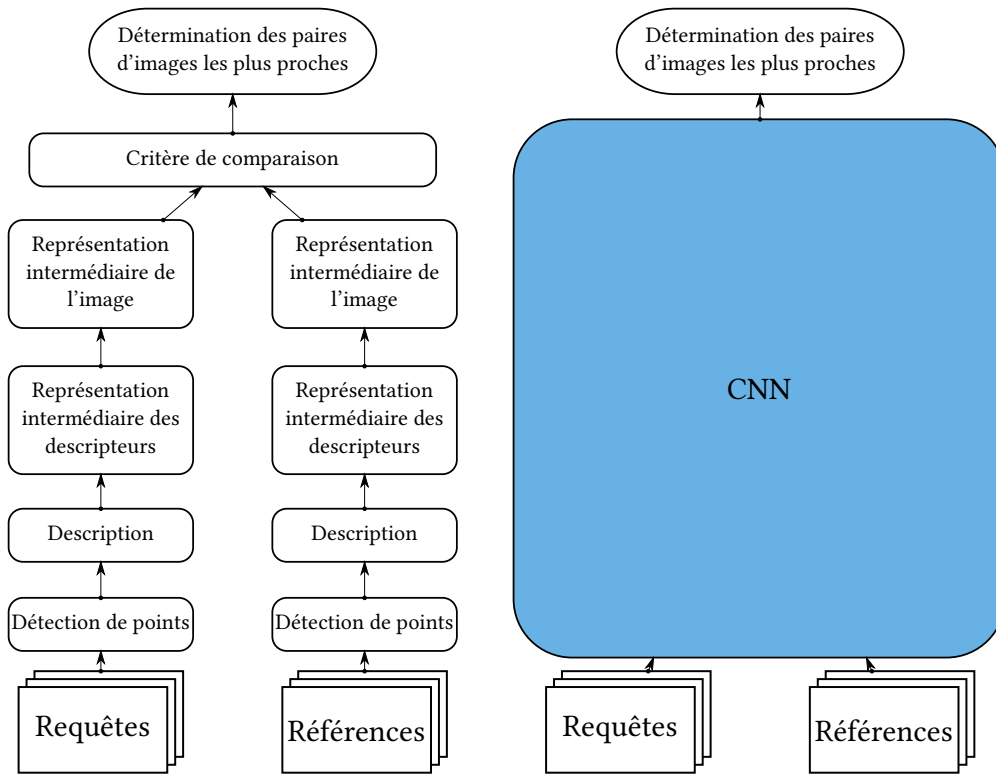 Détermination des paires
d'images les plus proches
Critère de comparaison
Représentation
intermédiaire de
l'image
Représentation
intermédiaire de
l'image
Représentation
intermédiaire des
descripteurs
Représentation
intermédiaire des
descripteurs
Description
Description
Détection de points
Détection de points
Requêtes
Références
Détermination des paires
d'images les plus proches
CNN
Requêtes
Références